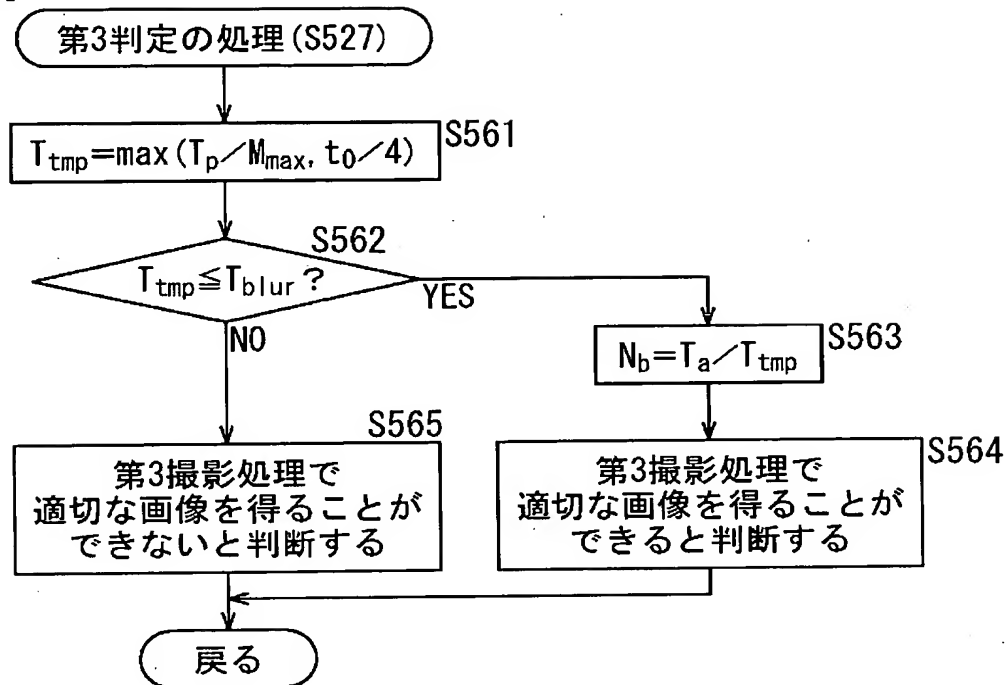 第3判定の処理(S527)
T_tmp=max(T_p/M_max, t_0/4)
S561
S562
T_tmp≦T_blur?
YES
NO
N_b=T_a/T_tmp
S563
S565
第3撮影処理で
適切な画像を得ることが
できないと判断する
S564
第3撮影処理で
適切な画像を得ることが
できると判断する
戻る